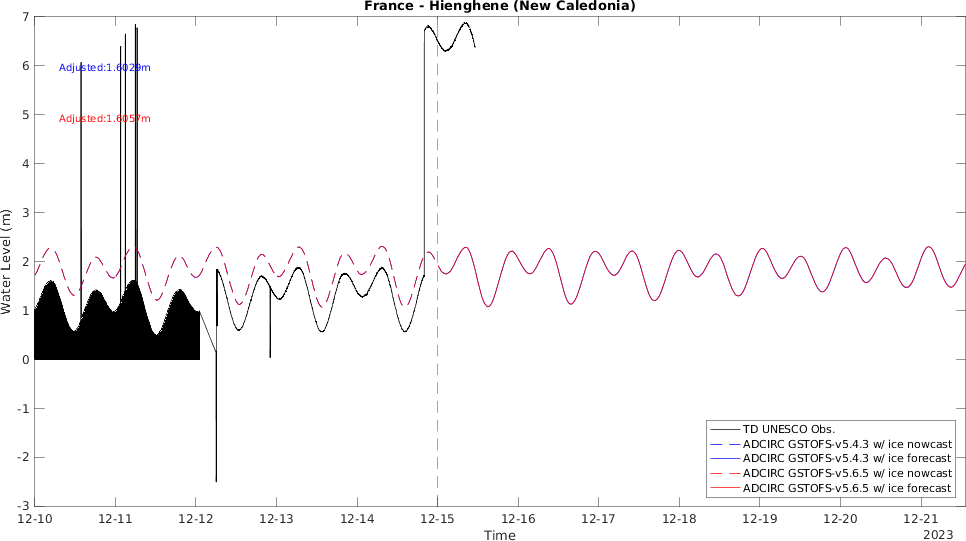 France - Hienghene (New Caledonia)
7
6
5
4
3
2
1
0
-1
-2
-3
Water Level (m)
Adjusted:1.6029m
Adjusted:1.6057m
TD UNESCO Obs.
ADCIRC GSTOFS-v5.4.3 w/ ice nowcast
ADCIRC GSTOFS-v5.4.3 w/ ice forecast
ADCIRC GSTOFS-v5.6.5 w/ ice nowcast
ADCIRC GSTOFS-v5.6.5 w/ ice forecast
12-10 12-11 12-12 12-13 12-14 12-15 12-16 12-17 12-18 12-19 12-20 12-21
Time
2023